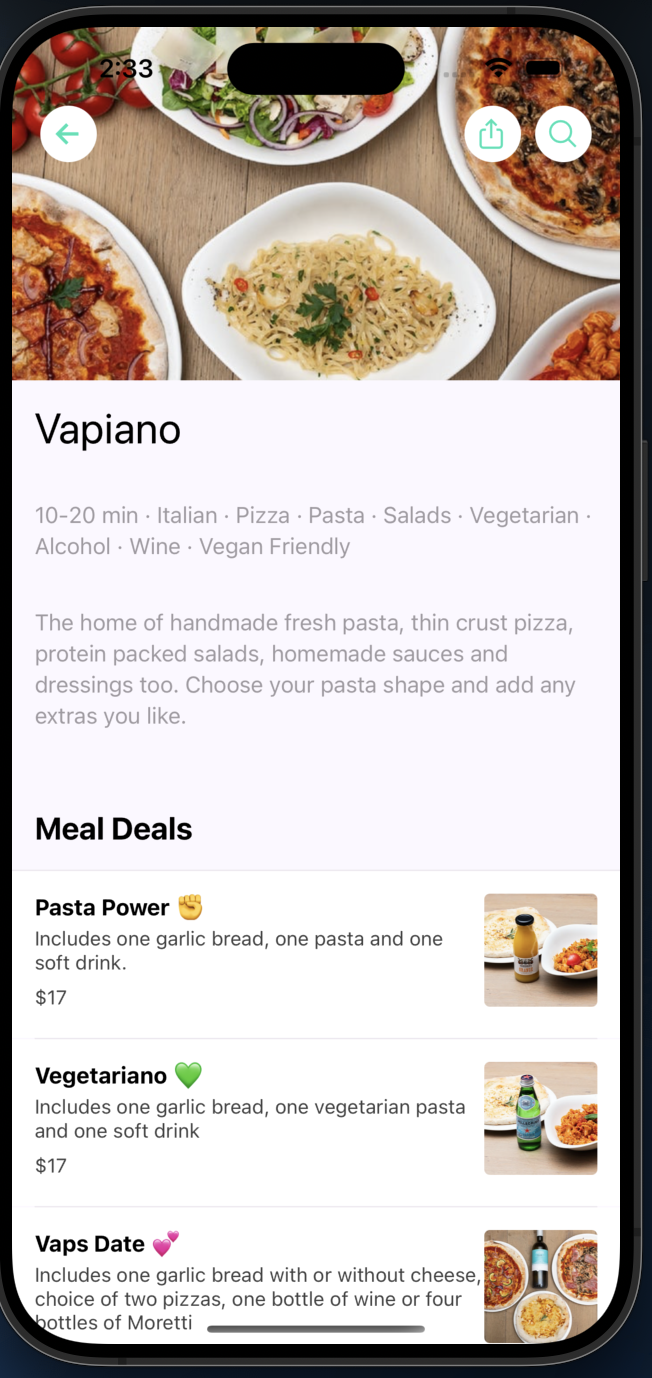 2:33
Vapiano
10-20 min · Italian · Pizza · Pasta · Salads · Vegetarian ·
Alcohol · Wine · Vegan Friendly
The home of handmade fresh pasta, thin crust pizza,
protein packed salads, homemade sauces and
dressings too. Choose your pasta shape and add any
extras you like.
Meal Deals
Pasta Power ✊
Includes one garlic bread, one pasta and one
soft drink.
$17
Vegetariano 💚
Includes one garlic bread, one vegetarian pasta
and one soft drink
$17
Vaps Date 💕
Includes one garlic bread with or without cheese,
choice of two pizzas, one bottle of wine or four
bottles of Moretti